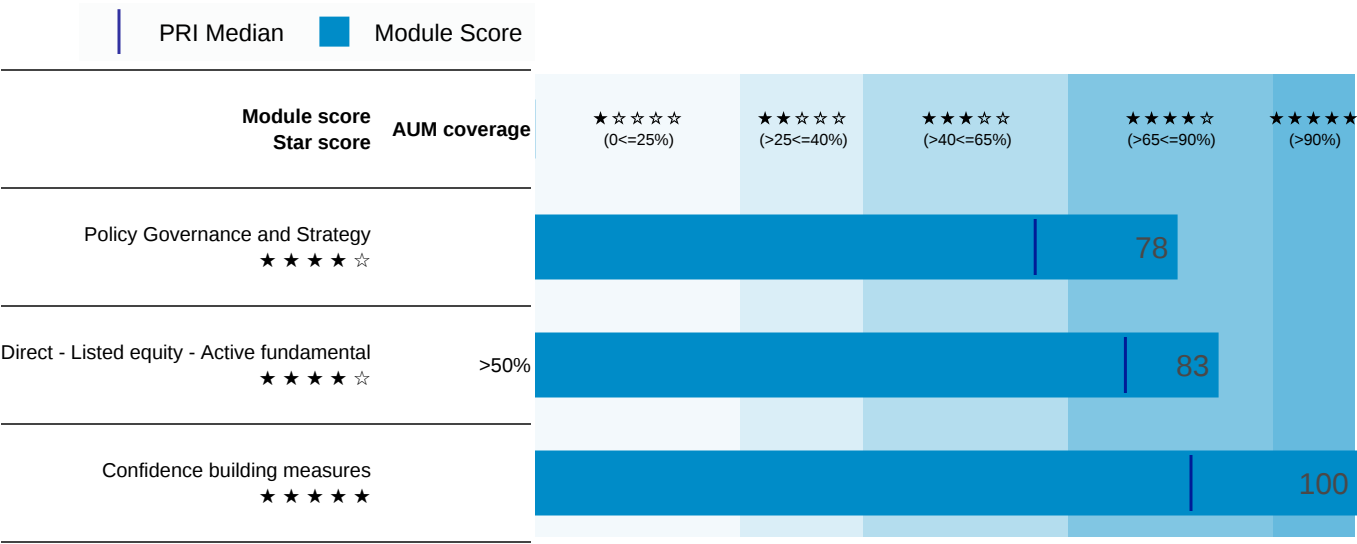 PRI Median Module Score
Module score
Star score
AUM coverage
★☆☆☆☆ ★★☆☆☆ ★★★☆☆ ★★★★☆ ★★★★★
(0<=25%) (>25<=40%) (>40<=65%) (>65<=90%) (>90%)
Policy Governance and Strategy
★★★★☆
78
Direct - Listed equity - Active fundamental
★★★★☆
>50%
83
Confidence building measures
★★★★★
100